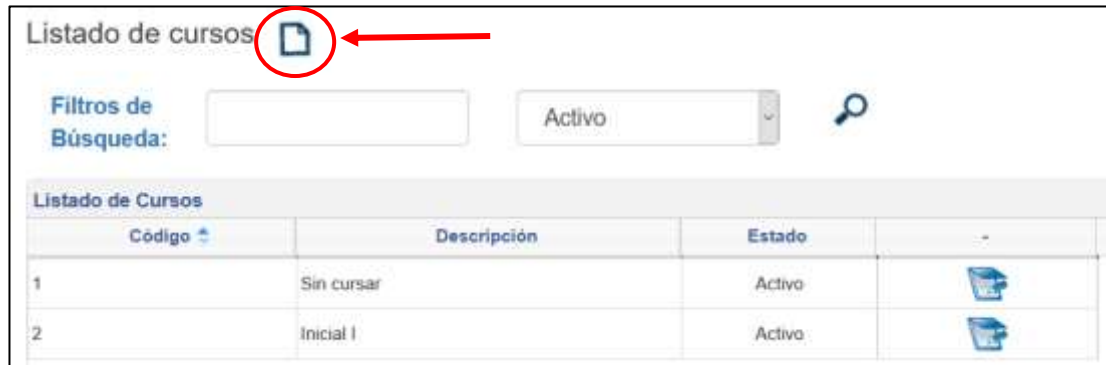 Listado de cursos
Filtros de
Búsqueda:
Activo
Listado de Cursos
Código Descripción Estado -
1 Sin cursar Activo
2 Inicial I Activo